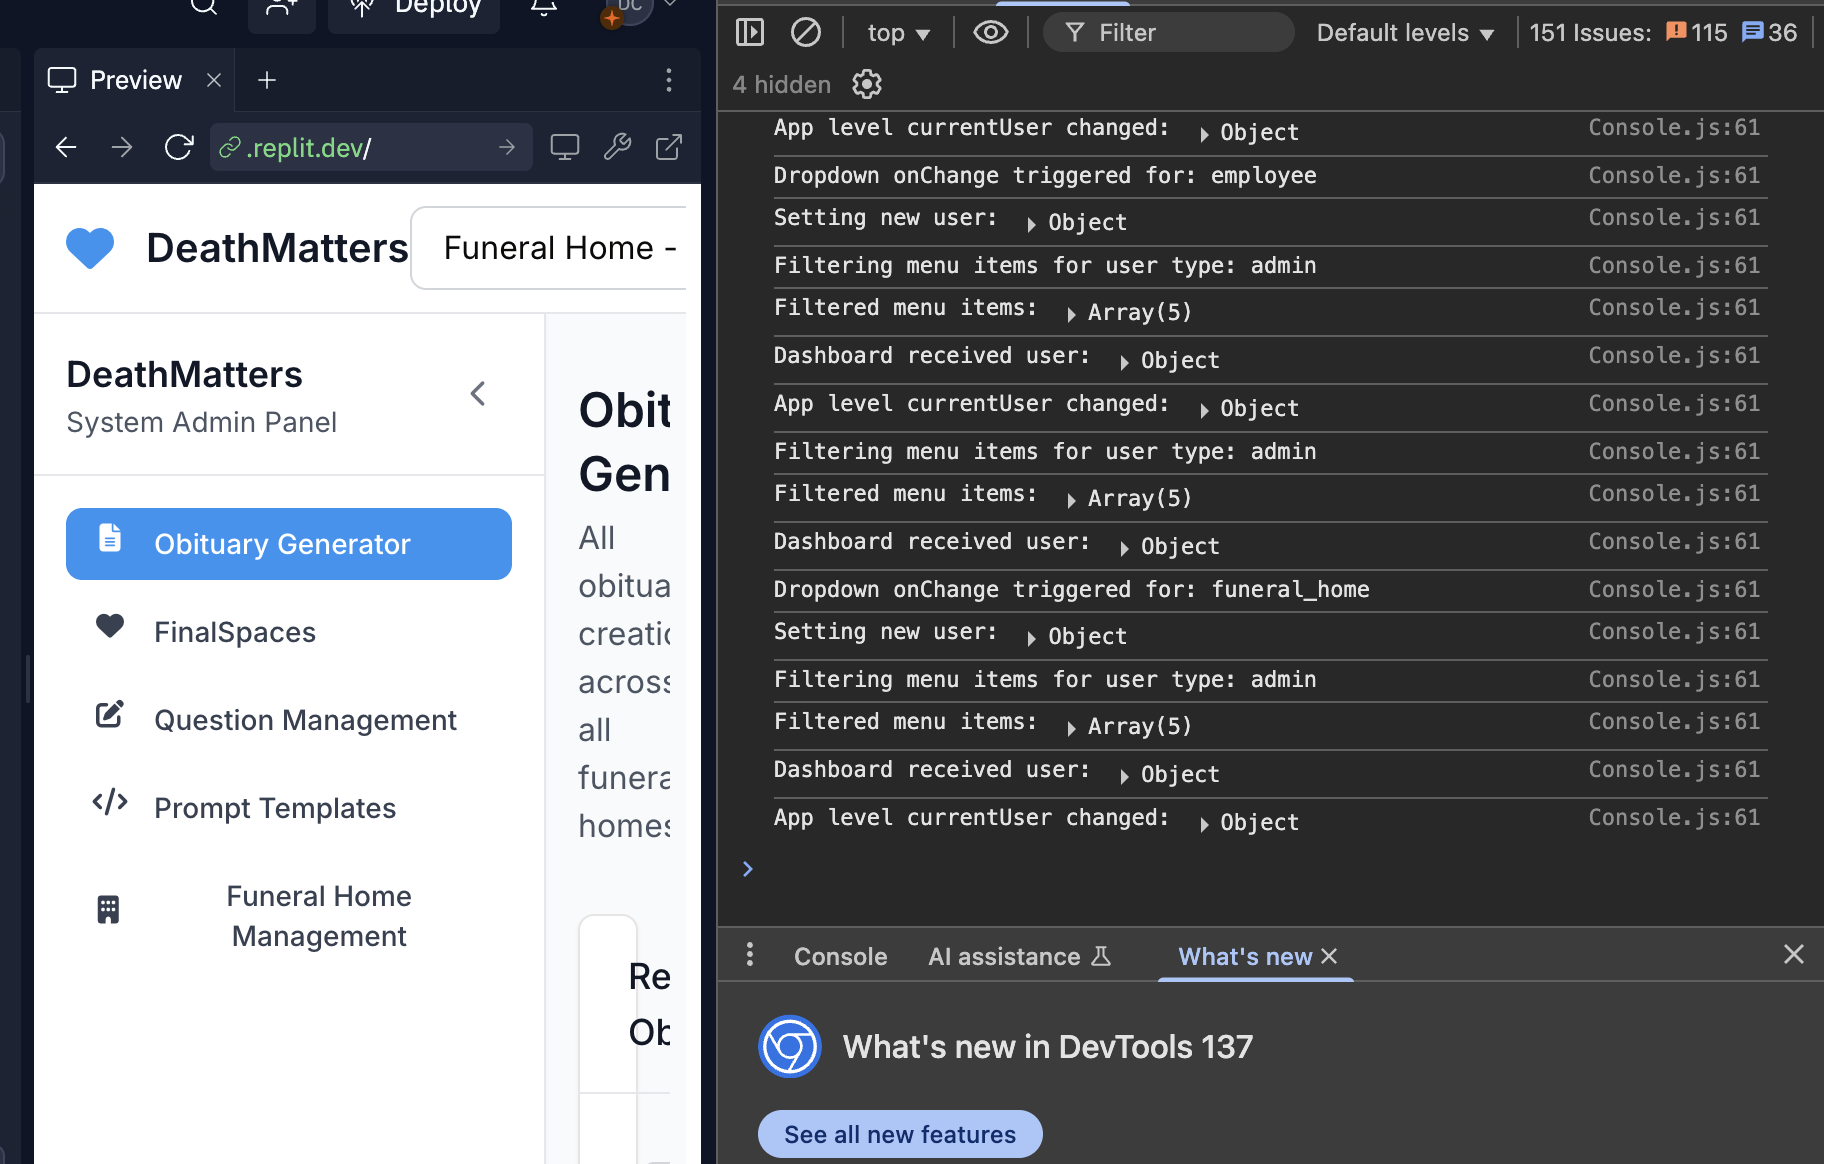 Deploy
DC
Preview
.replit.dev/
DeathMatters
Funeral Home -
DeathMatters
System Admin Panel
Obituary Generator
FinalSpaces
Question Management
Prompt Templates
Funeral Home
Management
Obit
Gen
All
obitua
creatio
across
all
funera
homes
Re
Ob
top
Filter
Default levels
151 Issues:
115
36
4 hidden
App level currentUser changed: Object Console.js:61
Dropdown onChange triggered for: employee Console.js:61
Setting new user: Object Console.js:61
Filtering menu items for user type: admin Console.js:61
Filtered menu items: Array(5) Console.js:61
Dashboard received user: Object Console.js:61
App level currentUser changed: Object Console.js:61
Filtering menu items for user type: admin Console.js:61
Filtered menu items: Array(5) Console.js:61
Dashboard received user: Object Console.js:61
Dropdown onChange triggered for: funeral_home Console.js:61
Setting new user: Object Console.js:61
Filtering menu items for user type: admin Console.js:61
Filtered menu items: Array(5) Console.js:61
Dashboard received user: Object Console.js:61
App level currentUser changed: Object Console.js:61
Console
AI assistance
What's new
What's new in DevTools 137
See all new features